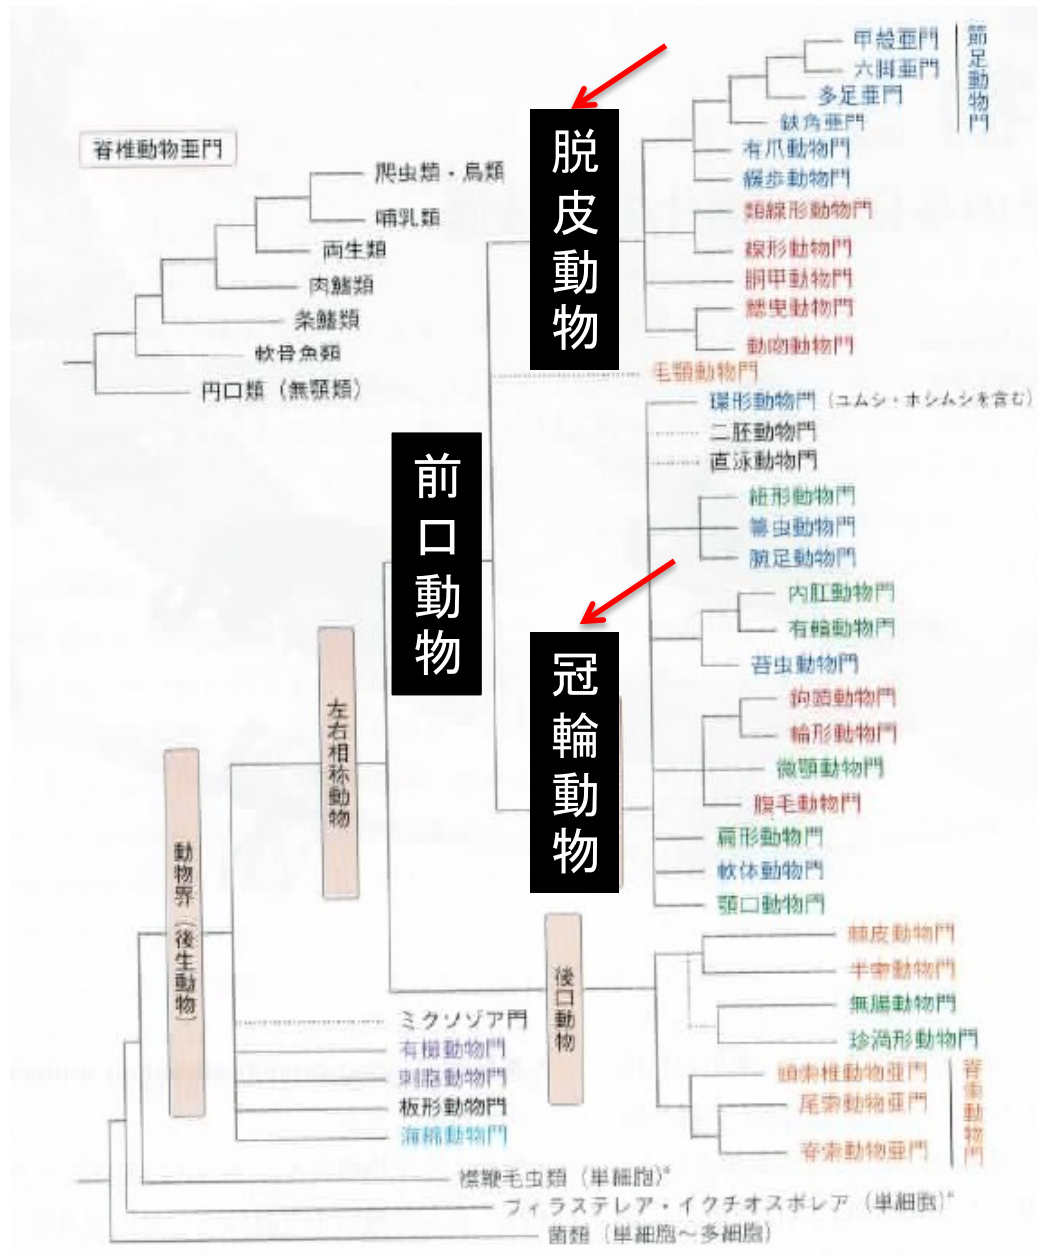 脊椎動物亜門
爬虫類・鳥類
哺乳類
両生類
肉鰭類
条鰭類
軟骨魚類
円口類（無顎類）
脱皮動物
前口動物
冠輪動物
左右相称動物
動物界（後生動物）
後口動物
甲殻亜門
六脚亜門
多足亜門
鋏角亜門
節足動物門
有爪動物門
緩歩動物門
類線形動物門
線形動物門
胴甲動物門
鰓曳動物門
動吻動物門
毛顎動物門
環形動物門（ユムシ・ホシムシを含む）
二胚動物門
直泳動物門
紐形動物門
箒虫動物門
腕足動物門
内肛動物門
有輪動物門
苔虫動物門
鉤頭動物門
輪形動物門
微顎動物門
腹毛動物門
扁形動物門
軟体動物門
顎口動物門
棘皮動物門
半索動物門
無腸動物門
珍渦形動物門
頭索椎動物亜門
尾索動物亜門
脊索動物亜門
脊索動物門
ミクソゾア門
有櫛動物門
刺胞動物門
板形動物門
海綿動物門
襟鞭毛虫類（単細胞）*
フィラステレア・イクチオスポレア（単細胞）*
菌類（単細胞〜多細胞）